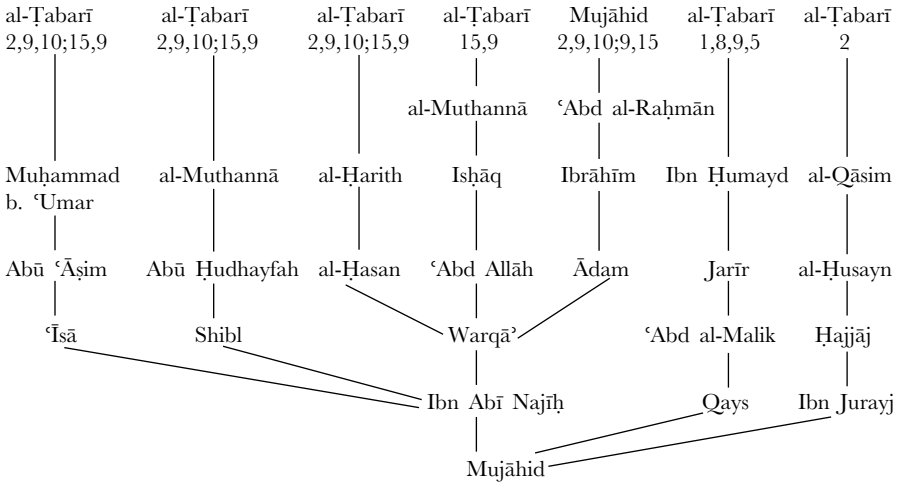 al-Ṭabarī al-Ṭabarī al-Ṭabarī al-Ṭabarī Mujāhid al-Ṭabarī al-Ṭabarī
2,9,10;15,9 2,9,10;15,9 2,9,10;15,9 15,9 2,9,10;9,15 1,8,9,5 2
al-Muthannā ʿAbd al-Raḥmān
Muḥammad al-Muthannā al-Ḥarith Isḥāq Ibrāhīm Ibn Ḥumayd al-Qāsim
b. ʿUmar
Abū ʿĀṣim Abū Ḥudhayfah al-Ḥasan ʿAbd Allāh Ādam Jarīr al-Ḥusayn
ʿĪsā Shibl Warqāʾ ʿAbd al-Malik Ḥajjāj
Ibn Abī Najīḥ Qays Ibn Jurayj
Mujāhid